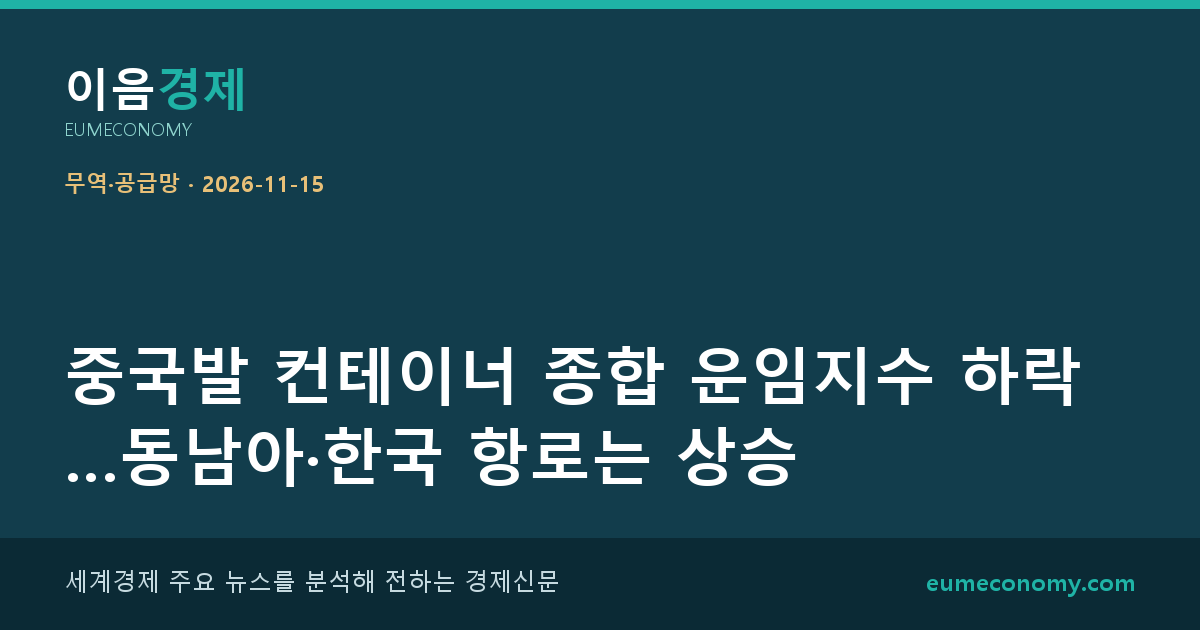 이음경제
EUMECONOMY
무역·공급망 · 2026-11-15
중국발 컨테이너 종합 운임지수 하락
…동남아·한국 항로는 상승
세계경제 주요 뉴스를 분석해 전하는 경제신문
eumeconomy.com